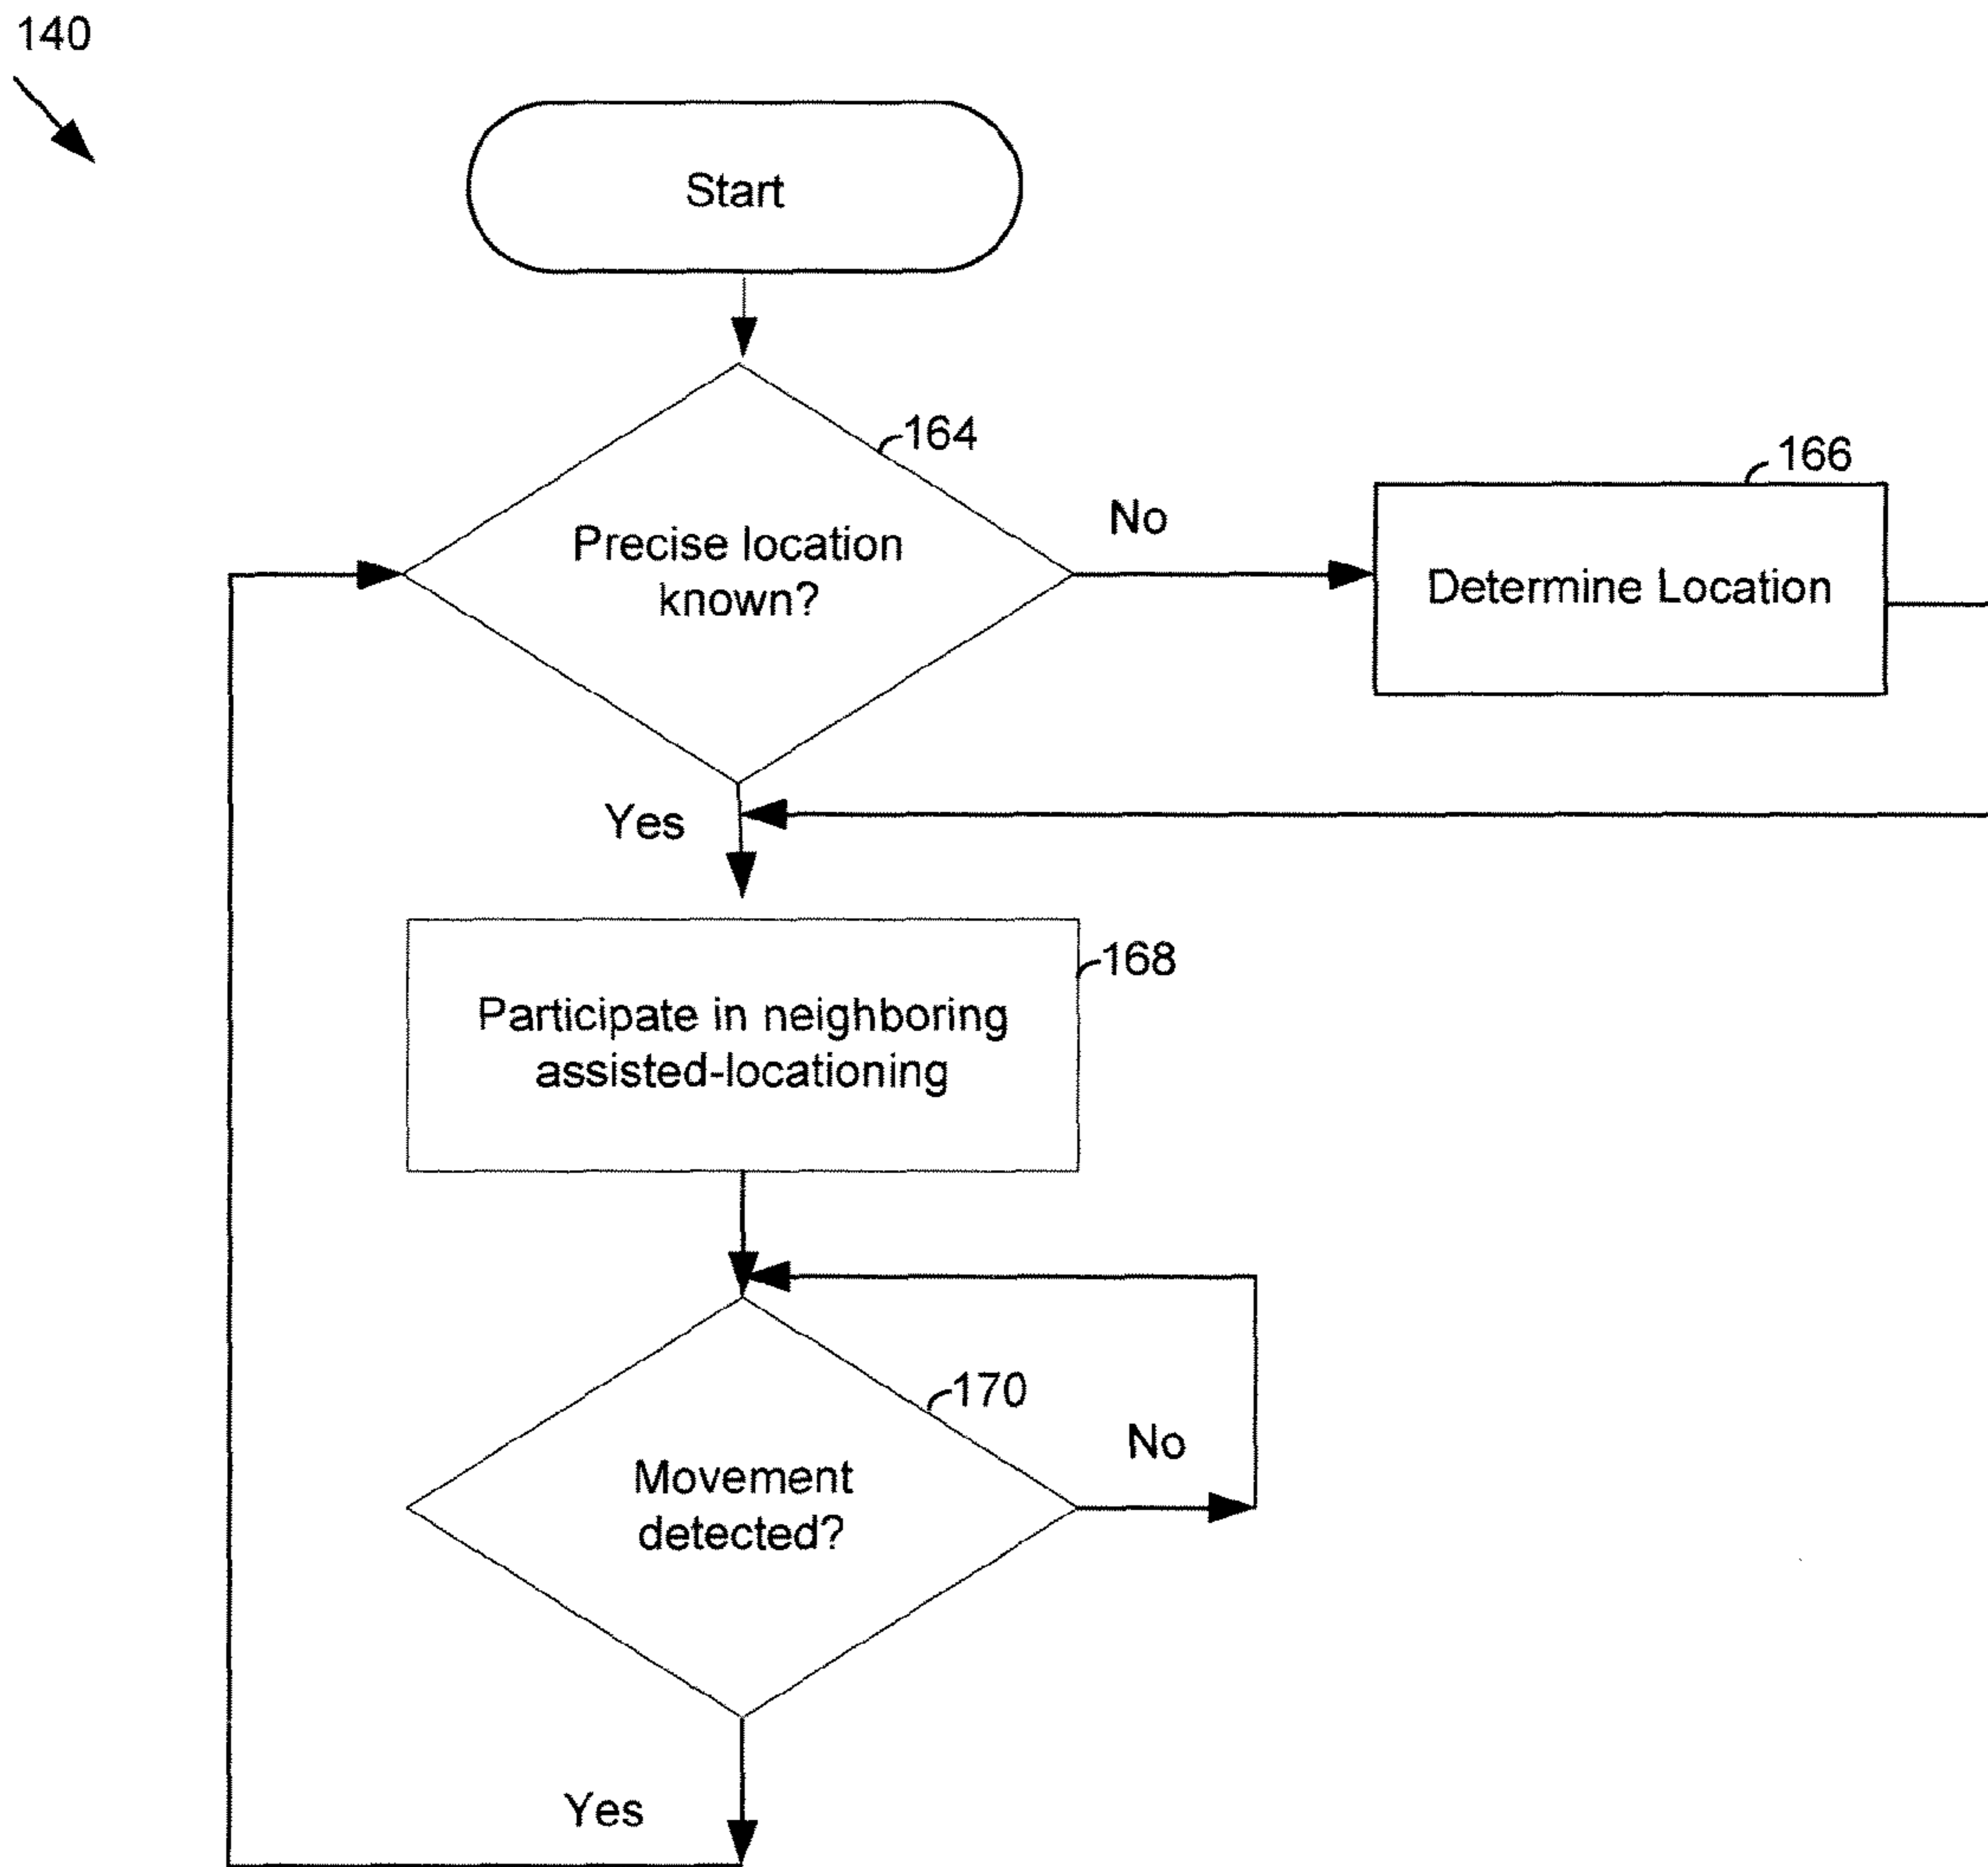 140
Start
164
Precise location
known?
No
166
Determine Location
Yes
168
Participate in neighboring
assisted-locationing
170
No
Movement
detected?
Yes